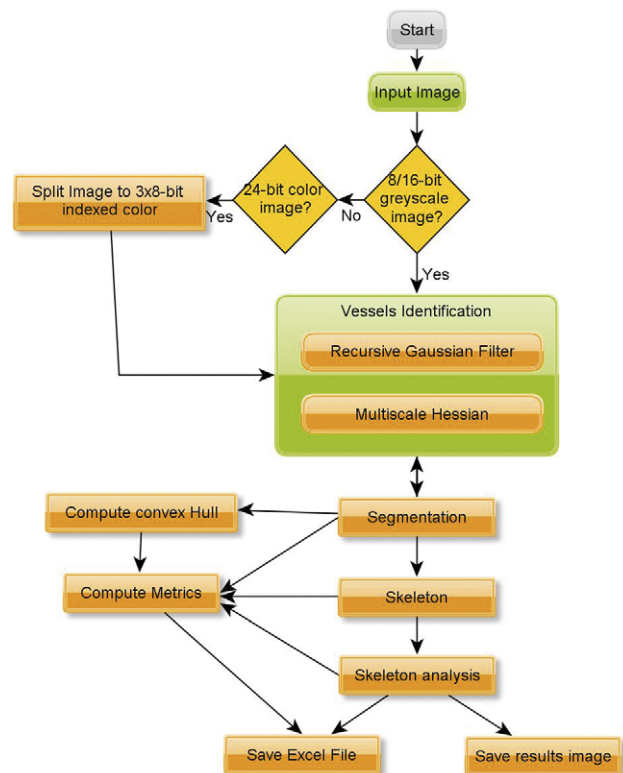 Start
Input Image
8/16-bit
greyscale
image?
24-bit color
image?
Split Image to 3x8-bit
indexed color
Yes
No
Yes
Vessels Identification
Recursive Gaussian Filter
Multiscale Hessian
Compute convex Hull
Segmentation
Compute Metrics
Skeleton
Skeleton analysis
Save Excel File
Save results image